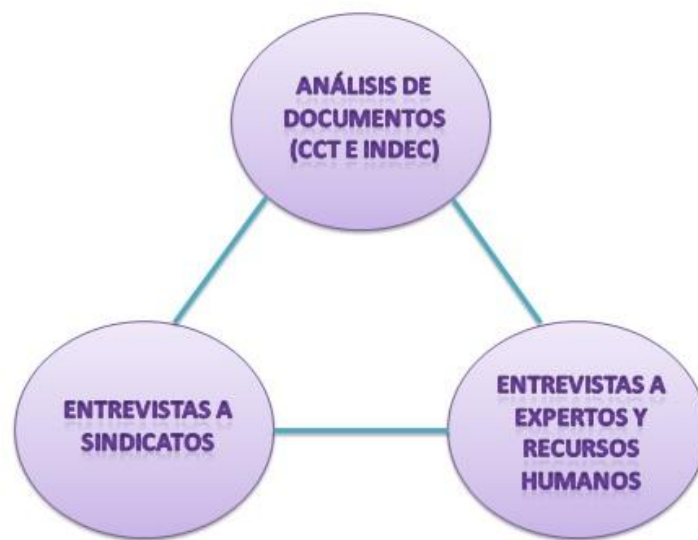 ANÁLISIS DE
DOCUMENTOS
(CCT E INDEC)
ENTREVISTAS A
SINDICATOS
ENTREVISTAS A
EXPERTOS Y
RECURSOS
HUMANOS